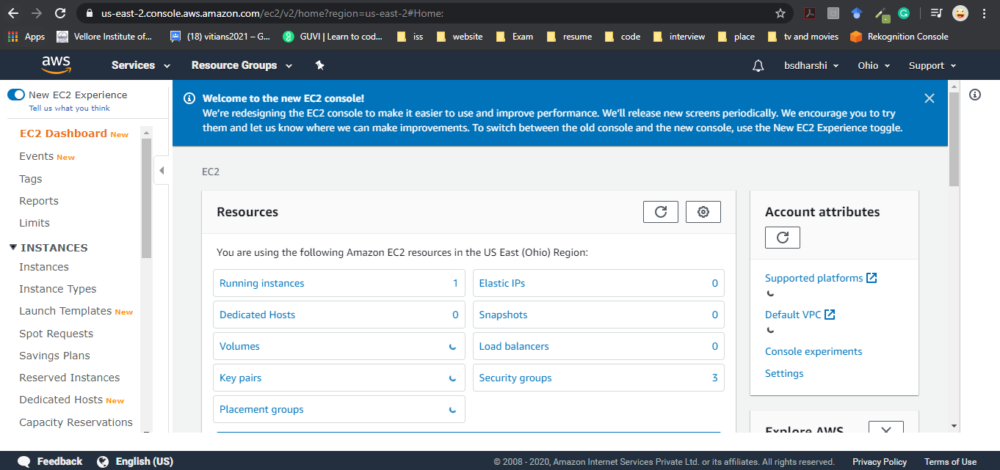 us-east-2.console.aws.amazon.com/ec2/v2/home?region=us-east-2#Home:
Apps Vellore Institute of... (18) vitians2021 – G... GUVI | Learn to cod... iss website Exam resume code interview place tv and movies Rekognition Console
aws Services Resource Groups bsdharshi Ohio Support
New EC2 Experience
Tell us what you think
EC2 Dashboard New
Events New
Tags
Reports
Limits
INSTANCES
Instances
Instance Types
Launch Templates New
Spot Requests
Savings Plans
Reserved Instances
Dedicated Hosts New
Capacity Reservations
Welcome to the new EC2 console!
We're redesigning the EC2 console to make it easier to use and improve performance. We'll release new screens periodically. We encourage you to try
them and let us know where we can make improvements. To switch between the old console and the new console, use the New EC2 Experience toggle.
EC2
Resources
You are using the following Amazon EC2 resources in the US East (Ohio) Region:
Running instances 1 Elastic IPs 0
Dedicated Hosts 0 Snapshots 0
Volumes Load balancers 0
Key pairs Security groups 3
Placement groups
Account attributes
Supported platforms
Default VPC
Console experiments
Settings
Explore AWS
Feedback English (US) © 2008 - 2020, Amazon Internet Services Private Ltd. or its affiliates. All rights reserved. Privacy Policy Terms of Use